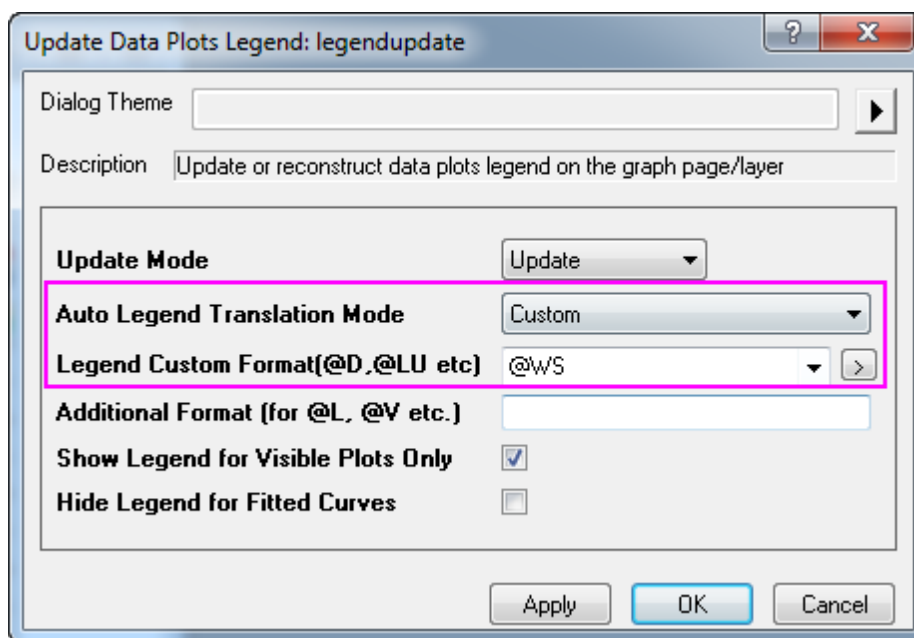 Update Data Plots Legend: legendupdate
Dialog Theme
Description Update or reconstruct data plots legend on the graph page/layer
Update Mode Update
Auto Legend Translation Mode Custom
Legend Custom Format(@D,@LU etc) @WS >
Additional Format (for @L, @V etc.)
Show Legend for Visible Plots Only
Hide Legend for Fitted Curves
Apply OK Cancel